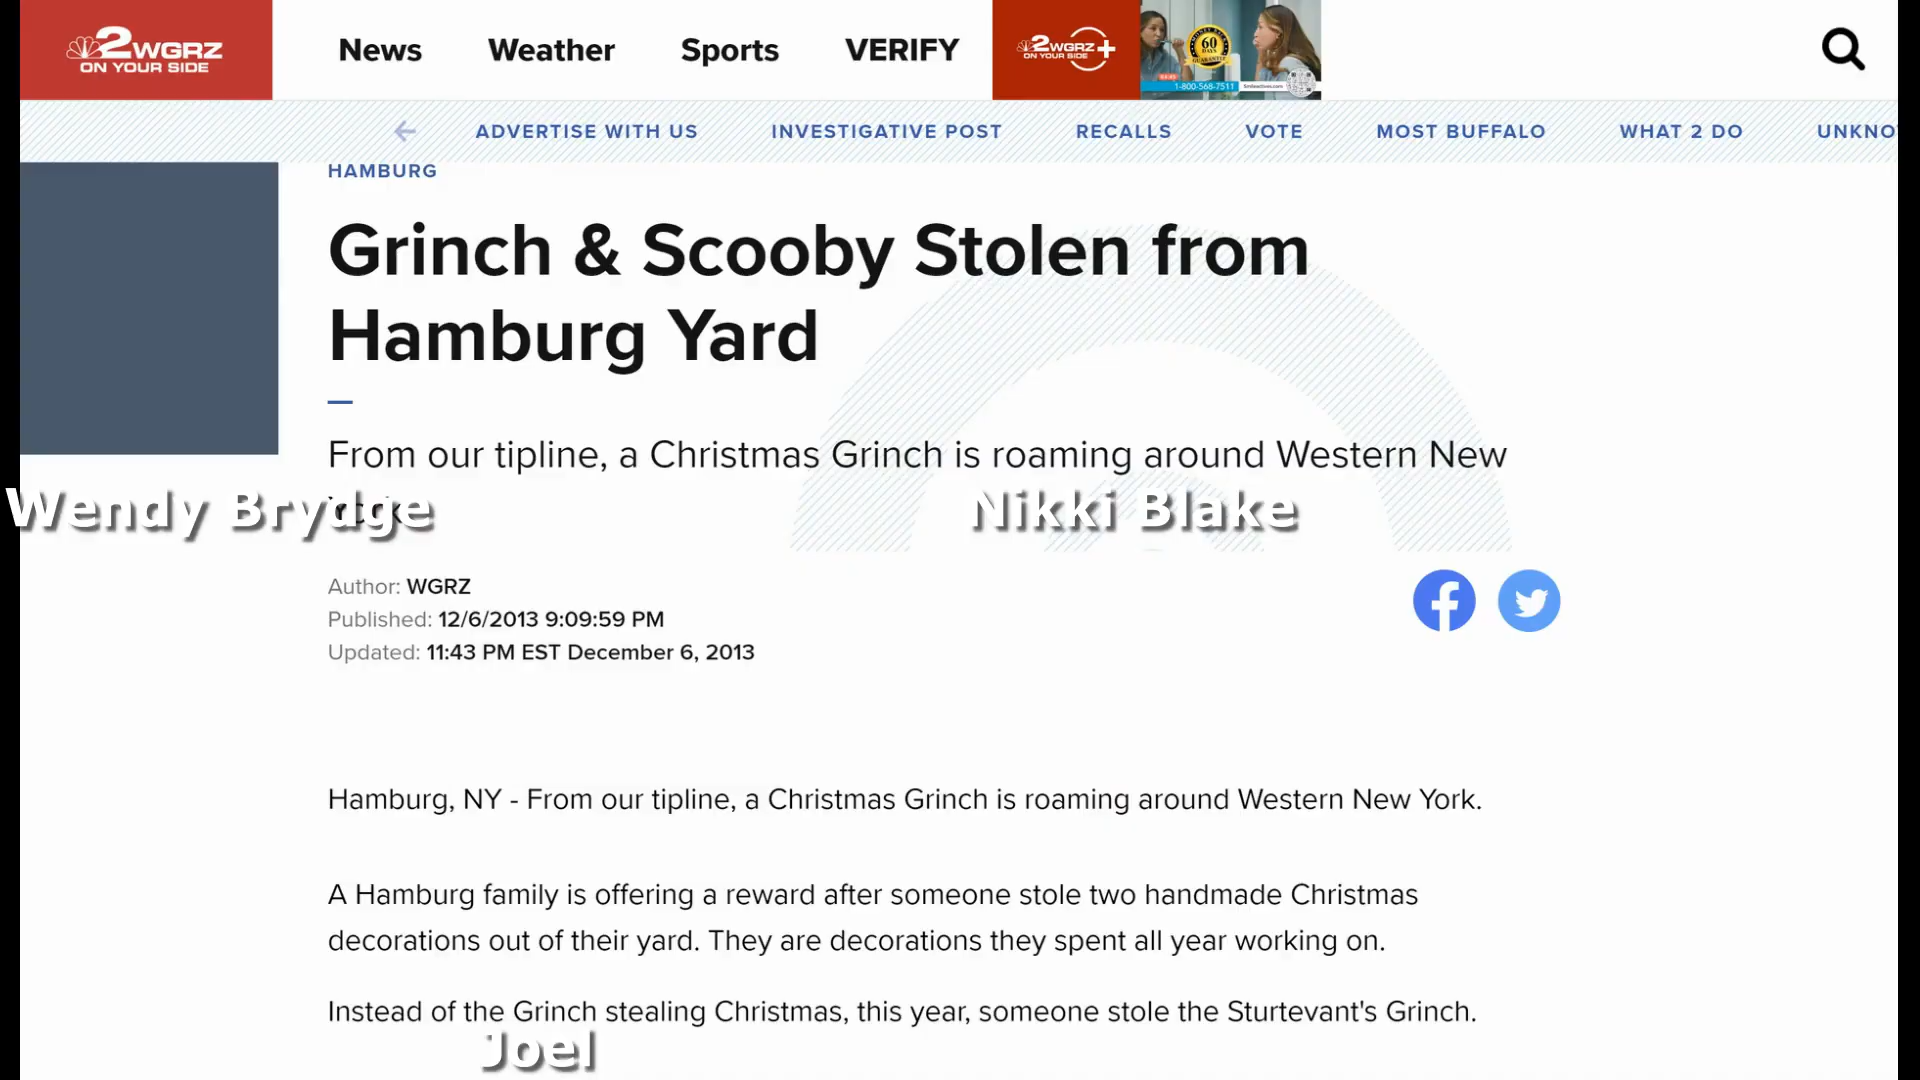 2WGRZ
ON YOUR SIDE
News Weather Sports VERIFY
2WGRZ+
ON YOUR SIDE
60
DAYS
GUARANTEE
1-800-568-7511
ADVERTISE WITH US INVESTIGATIVE POST RECALLS VOTE MOST BUFFALO WHAT 2 DO UNKNO
HAMBURG
Grinch & Scooby Stolen from
Hamburg Yard
From our tipline, a Christmas Grinch is roaming around Western New
York.
Wendy Brydge Nikki Blake
Author: WGRZ
Published: 12/6/2013 9:09:59 PM
Updated: 11:43 PM EST December 6, 2013
Hamburg, NY - From our tipline, a Christmas Grinch is roaming around Western New York.
A Hamburg family is offering a reward after someone stole two handmade Christmas
decorations out of their yard. They are decorations they spent all year working on.
Instead of the Grinch stealing Christmas, this year, someone stole the Sturtevant's Grinch.
Joel